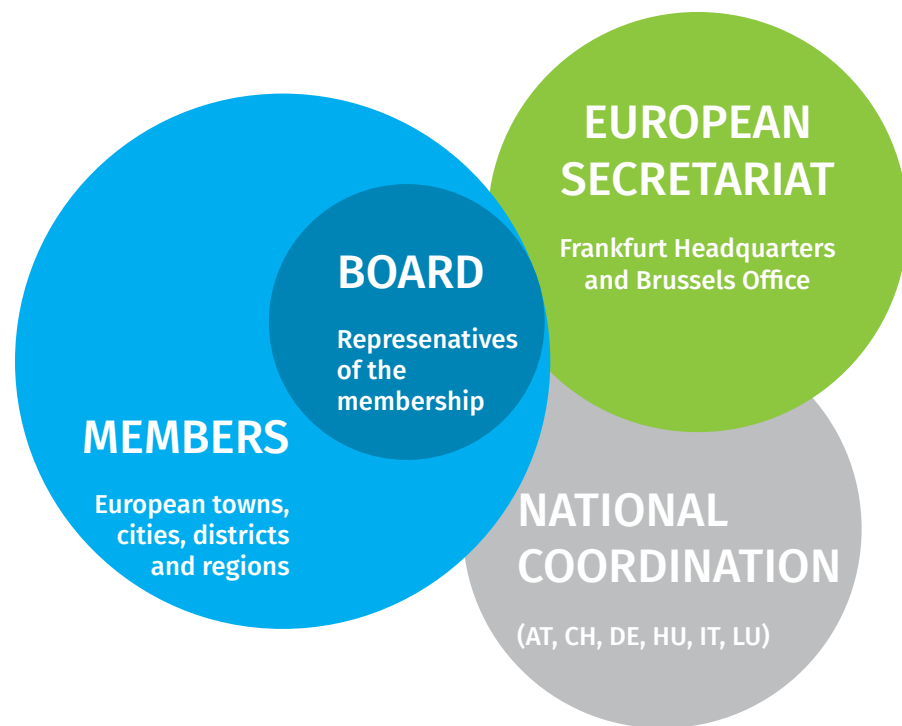 EUROPEAN
SECRETARIAT
Frankfurt Headquarters
and Brussels Office
BOARD
Represenatives
of the
membership
MEMBERS
European towns,
cities, districts
and regions
NATIONAL
COORDINATION
(AT, CH, DE, HU, IT, LU)